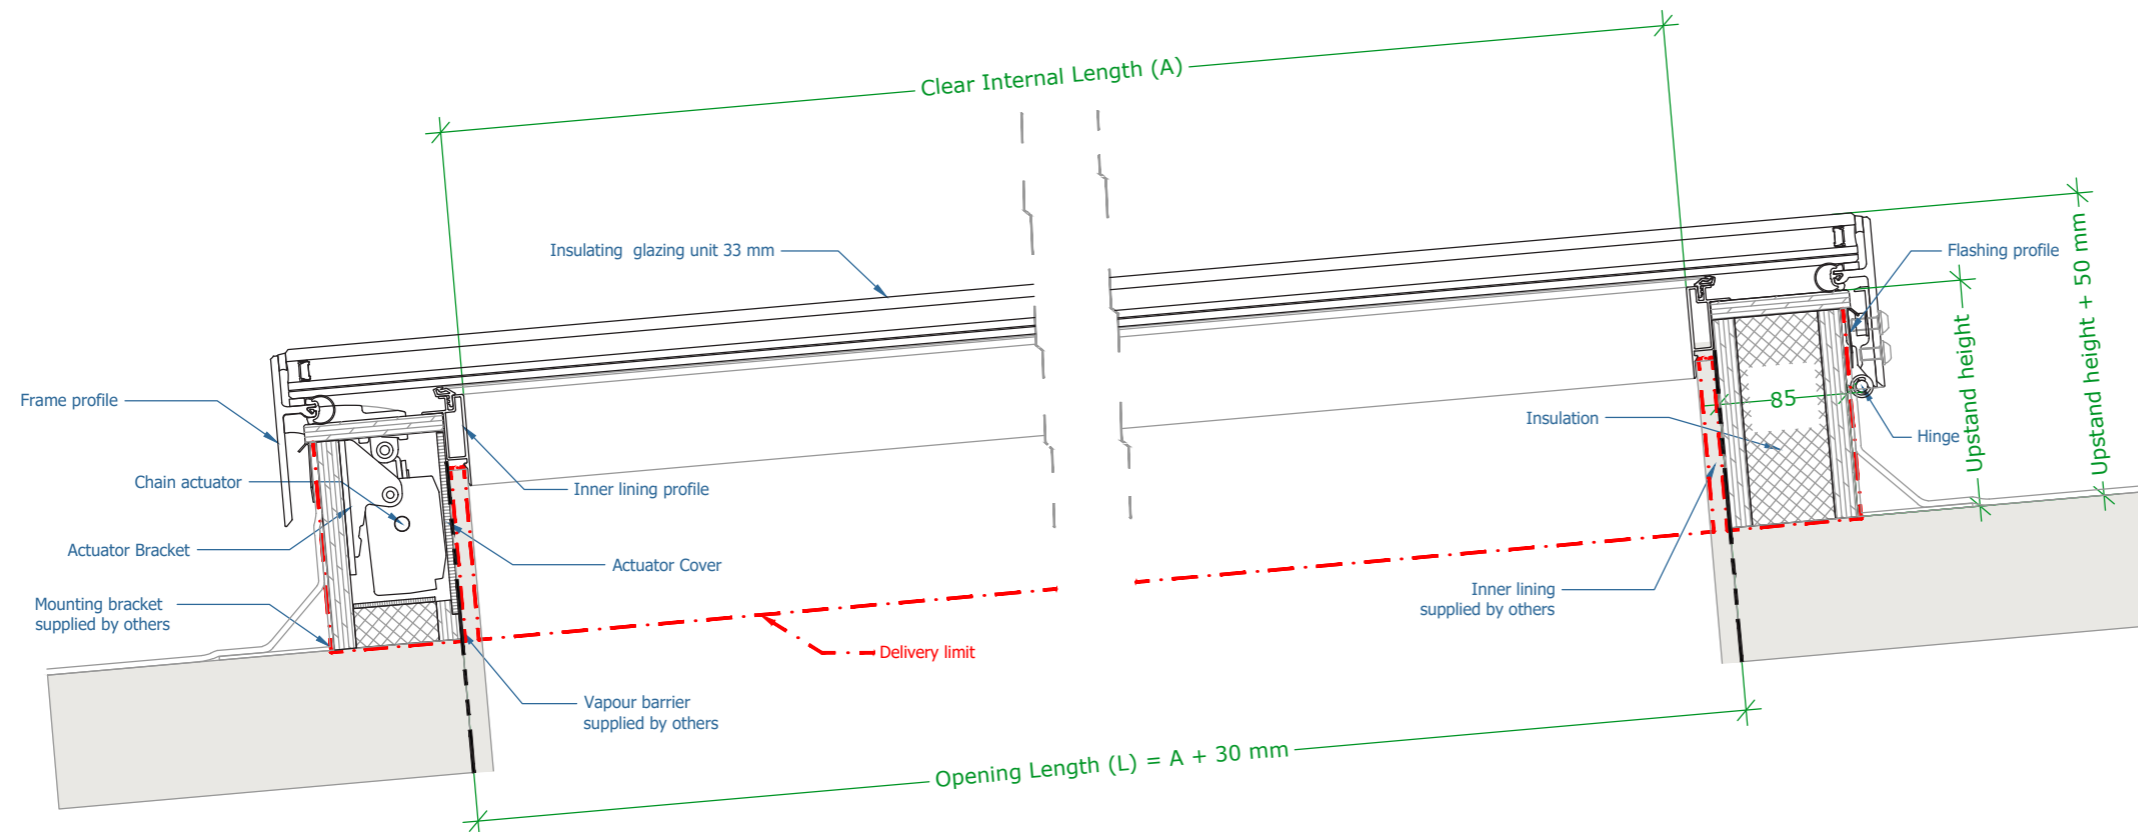 Clear Internal Length (A)
Insulating  glazing unit 33 mm
Flashing profile
Upstand height + 50 mm
Upstand height
Frame profile
85
Insulation
Hinge
Chain actuator
Inner lining profile
Actuator Bracket
Actuator Cover
Mounting bracket
supplied by others
Inner lining
supplied by others
Delivery limit
Vapour barrier
supplied by others
Opening Length (L) = A + 30 mm